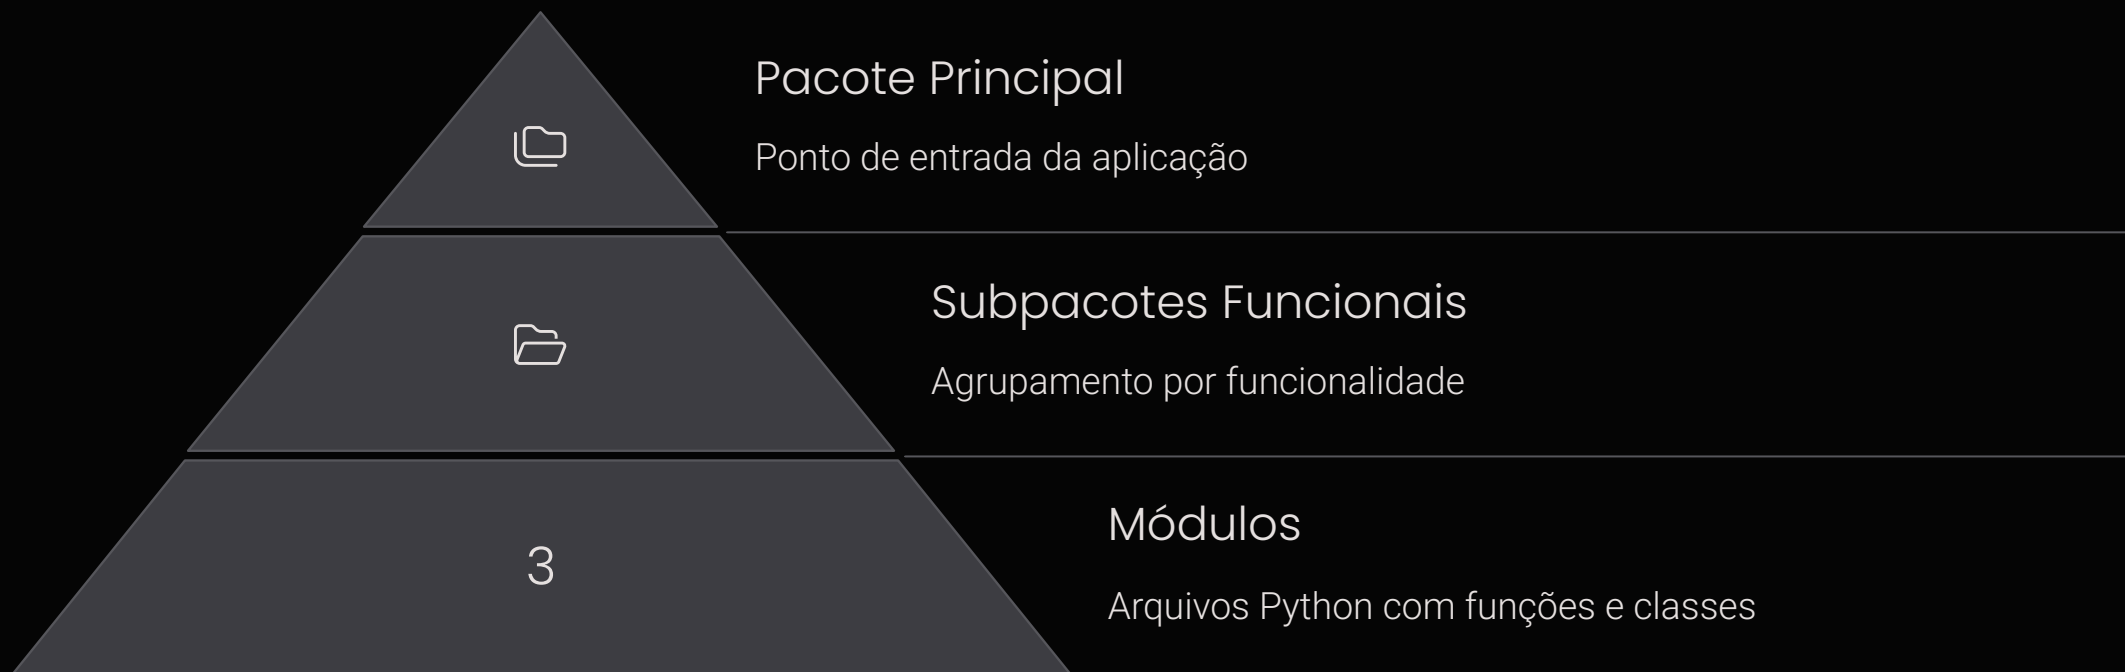 Pacote Principal
Ponto de entrada da aplicação
Subpacotes Funcionais
Agrupamento por funcionalidade
3
Módulos
Arquivos Python com funções e classes